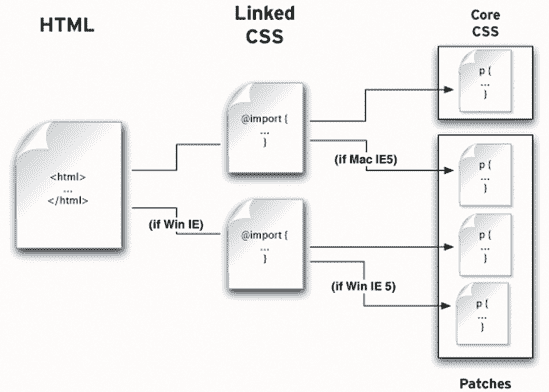 HTML
Linked
CSS
Core
CSS
<html>
...
</html>
(if Win IE)
@import {
...
}
@import {
...
}
(if Mac IE5)
(if Win IE 5)
p {
...
}
p {
...
}
p {
...
}
p {
...
}
Patches